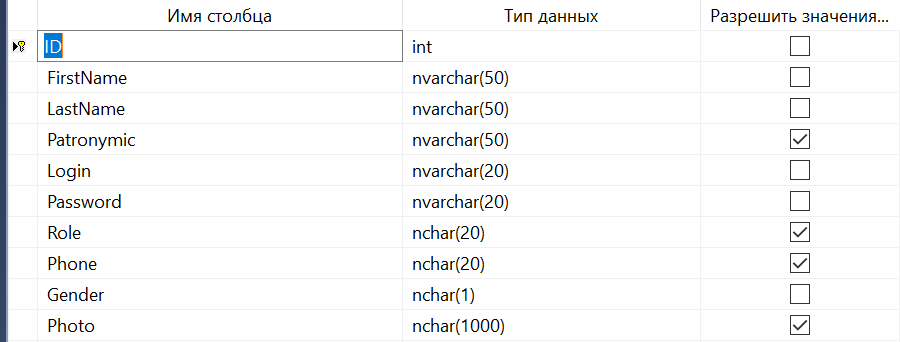 Имя столбца Тип данных Разрешить значения...
ID int
FirstName nvarchar(50)
LastName nvarchar(50)
Patronymic nvarchar(50)
Login nvarchar(20)
Password nvarchar(20)
Role nchar(20)
Phone nchar(20)
Gender nchar(1)
Photo nchar(1000)